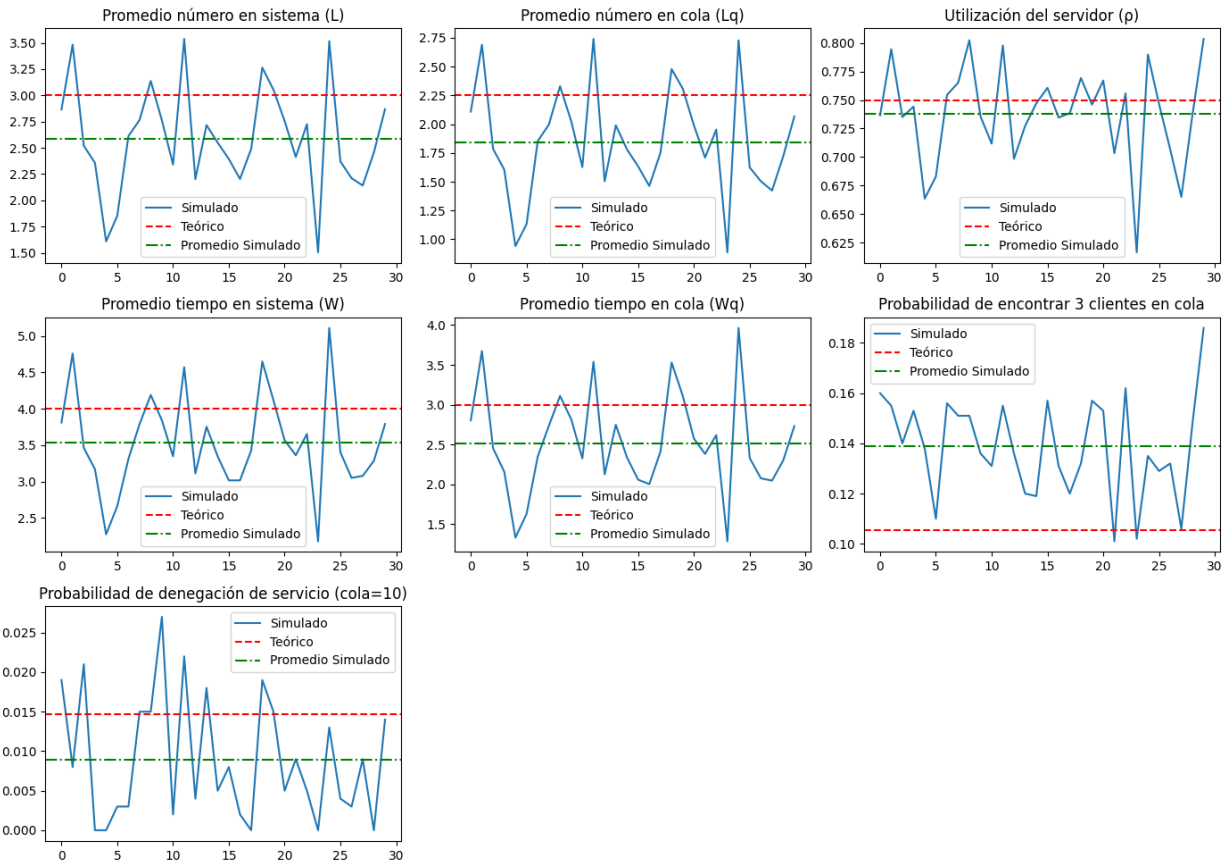 Promedio número en sistema (L)
3.50
3.25
3.00
2.75
2.50
2.25
2.00
1.75
1.50
Simulado
Teórico
Promedio Simulado
0 5 10 15 20 25 30
Promedio número en cola (Lq)
2.75
2.50
2.25
2.00
1.75
1.50
1.25
1.00
Simulado
Teórico
Promedio Simulado
0 5 10 15 20 25 30
Utilización del servidor (ρ)
0.800
0.775
0.750
0.725
0.700
0.675
0.650
0.625
Simulado
Teórico
Promedio Simulado
0 5 10 15 20 25 30
Promedio tiempo en sistema (W)
5.0
4.5
4.0
3.5
3.0
2.5
Simulado
Teórico
Promedio Simulado
0 5 10 15 20 25 30
Promedio tiempo en cola (Wq)
4.0
3.5
3.0
2.5
2.0
1.5
Simulado
Teórico
Promedio Simulado
0 5 10 15 20 25 30
Probabilidad de encontrar 3 clientes en cola
0.18
0.16
0.14
0.12
0.10
Simulado
Teórico
Promedio Simulado
0 5 10 15 20 25 30
Probabilidad de denegación de servicio (cola=10)
0.025
0.020
0.015
0.010
0.005
0.000
Simulado
Teórico
Promedio Simulado
0 5 10 15 20 25 30